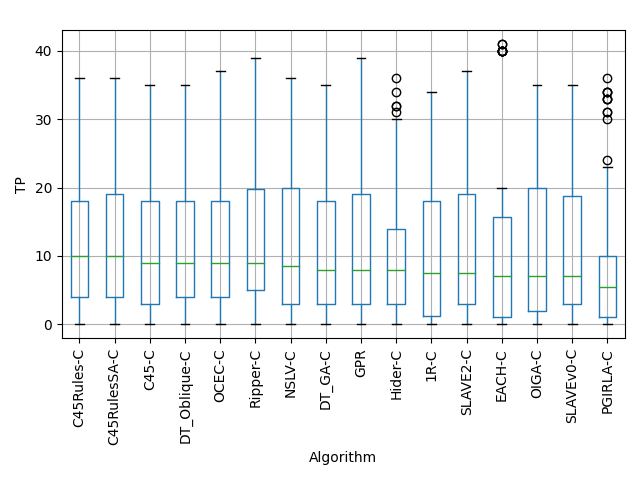 40
30
20
10
0
TP
C45Rules-C
C45RulesSA-C
C45-C
DT_Oblique-C
OCEC-C
Ripper-C
NSLV-C
DT_GA-C
GPR
Hider-C
1R-C
SLAVE2-C
EACH-C
OIGA-C
SLAVEv0-C
PGIRLA-C
Algorithm